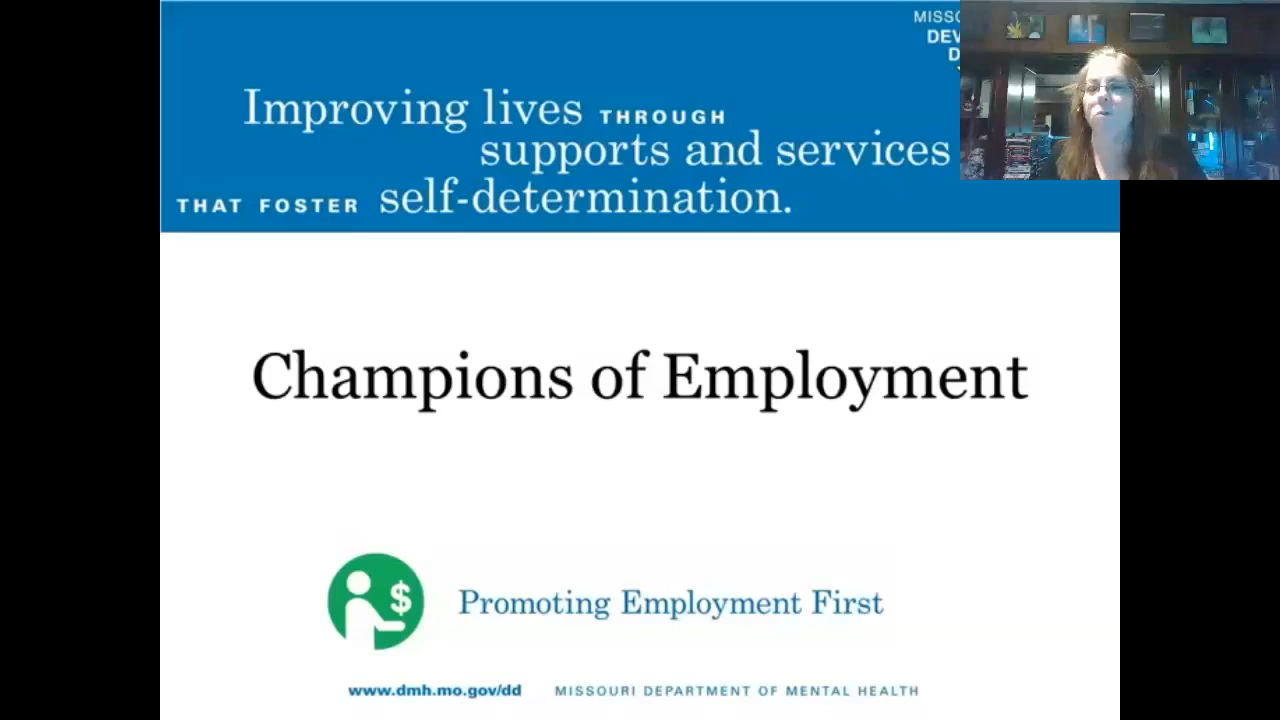 Improving lives THROUGH
supports and services
THAT FOSTER self-determination.
Champions of Employment
$
Promoting Employment First
www.dmh.mo.gov/dd MISSOURI DEPARTMENT OF MENTAL HEALTH